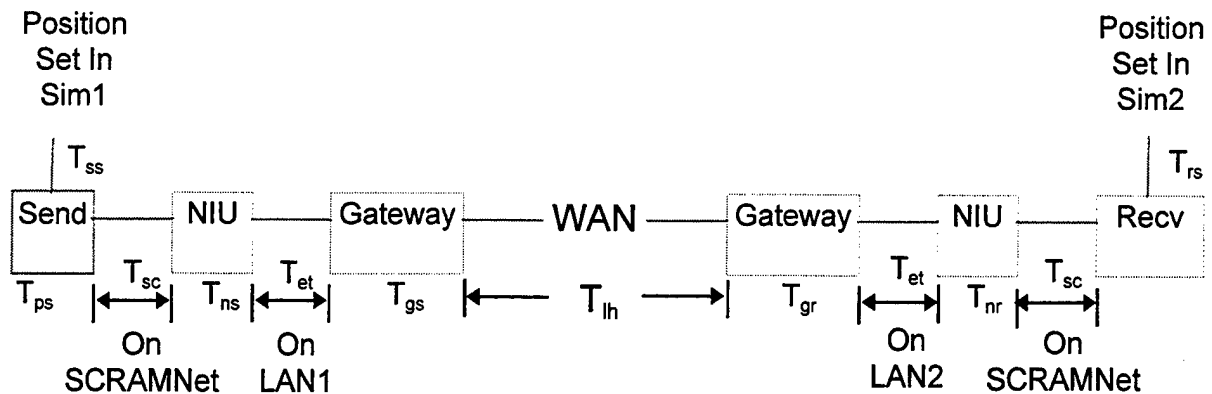 Position
Set In
Sim1
Position
Set In
Sim2
T_ss
T_rs
Send
NIU
Gateway
WAN
Gateway
NIU
Recv
T_ps
T_sc
T_ns
T_et
T_gs
T_lh
T_gr
T_et
T_nr
T_sc
On
SCRAMNet
On
LAN1
On
LAN2
On
SCRAMNet